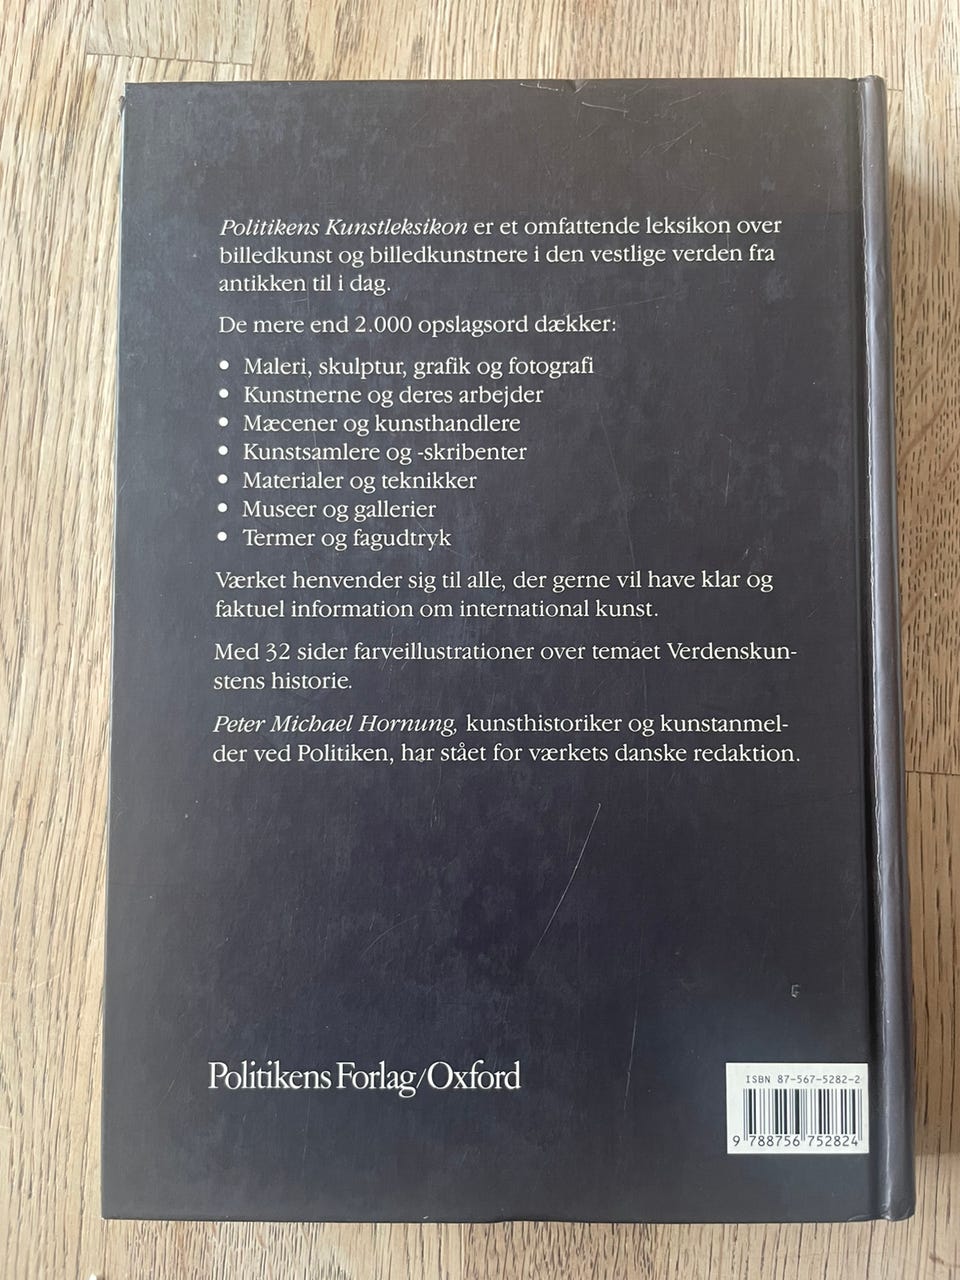 Politikens Kunstleksikon er et omfattende leksikon over
billedkunst og billedkunstnere i den vestlige verden fra
antikken til i dag.
De mere end 2.000 opslagsord dækker:
• Maleri, skulptur, grafik og fotografi
• Kunstnerne og deres arbejder
• Mæcener og kunsthandlere
• Kunstsamlere og -skribenter
• Materialer og teknikker
• Museer og gallerier
• Termer og fagudtryk
Værket henvender sig til alle, der gerne vil have klar og
faktuel information om international kunst.
Med 32 sider farveillustrationer over temaet Verdenskun-
stens historie.
Peter Michael Hornung, kunsthistoriker og kunstanmel-
der ved Politiken, har stået for værkets danske redaktion.
Politikens Forlag/Oxford
ISBN 87-567-5282-2
9 788756 752824